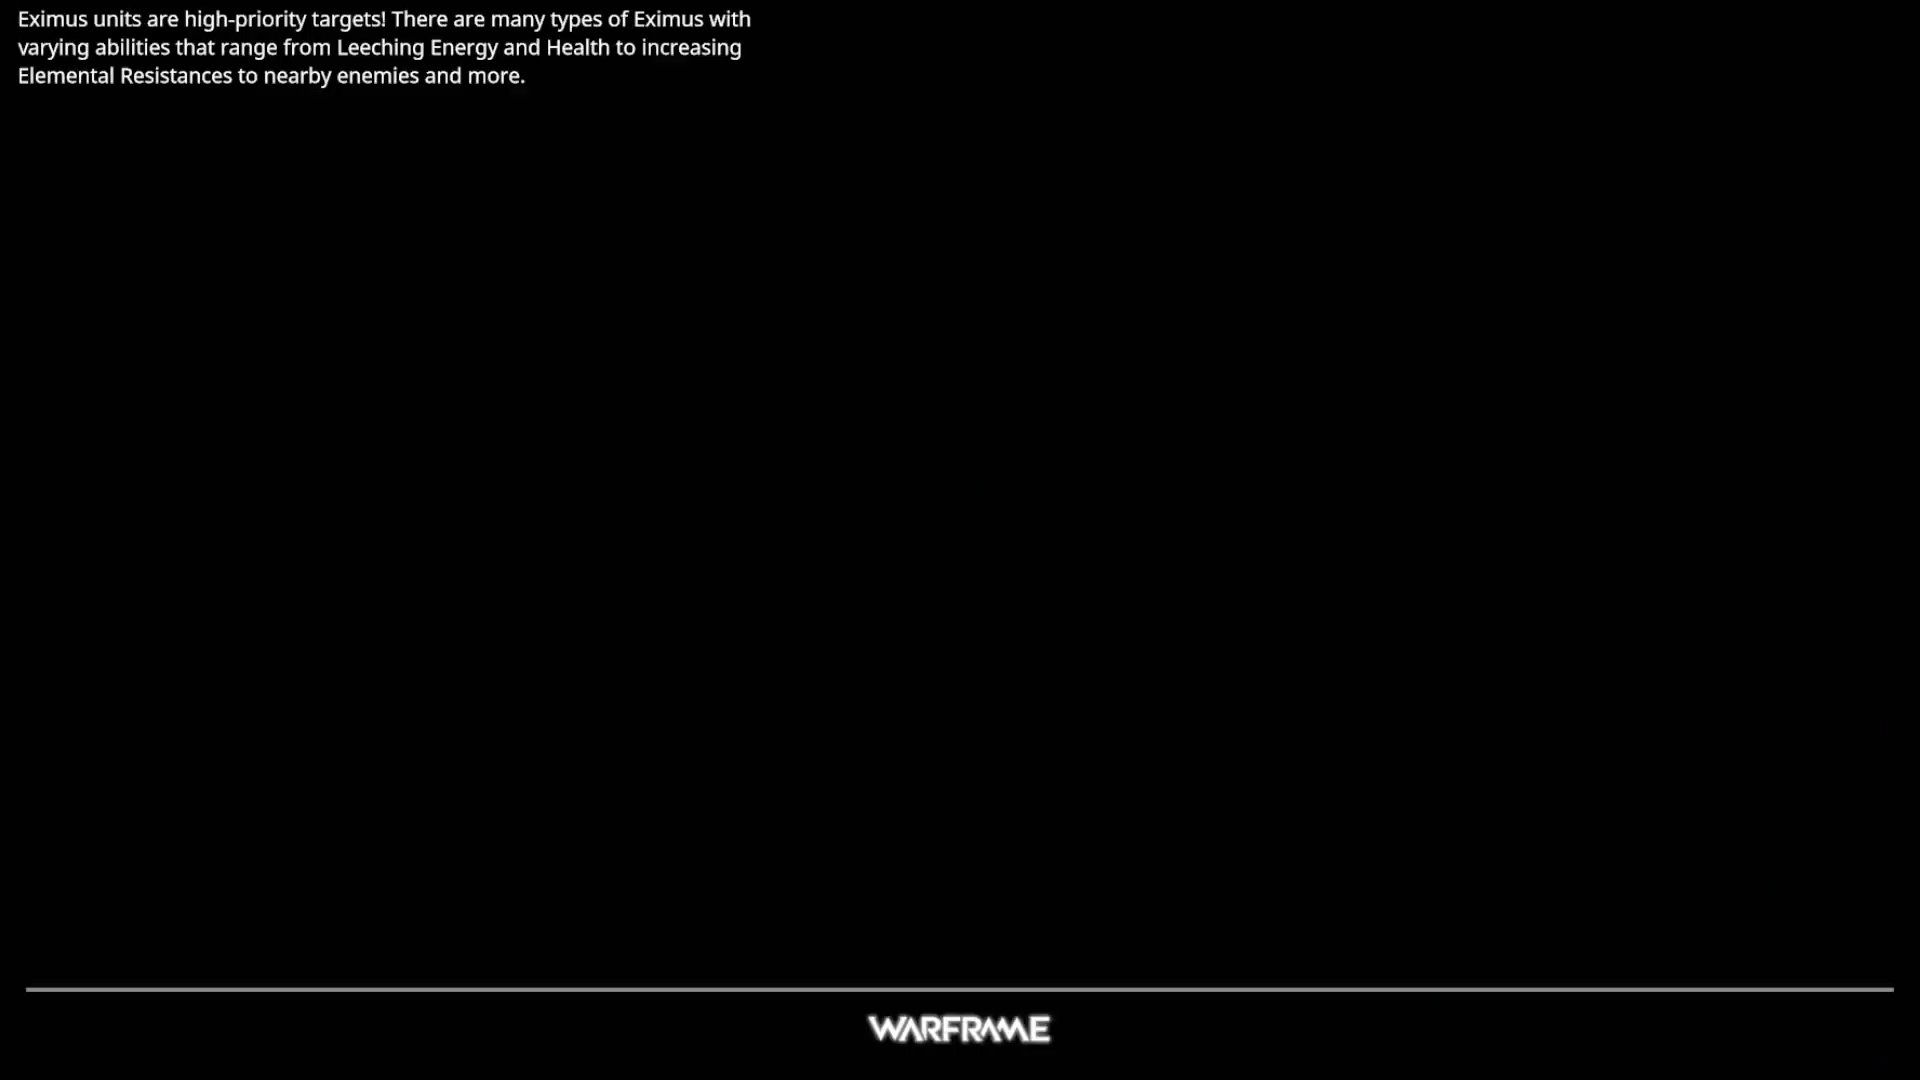 Eximus units are high-priority targets! There are many types of Eximus with
varying abilities that range from Leeching Energy and Health to increasing
Elemental Resistances to nearby enemies and more.
WARFRAME